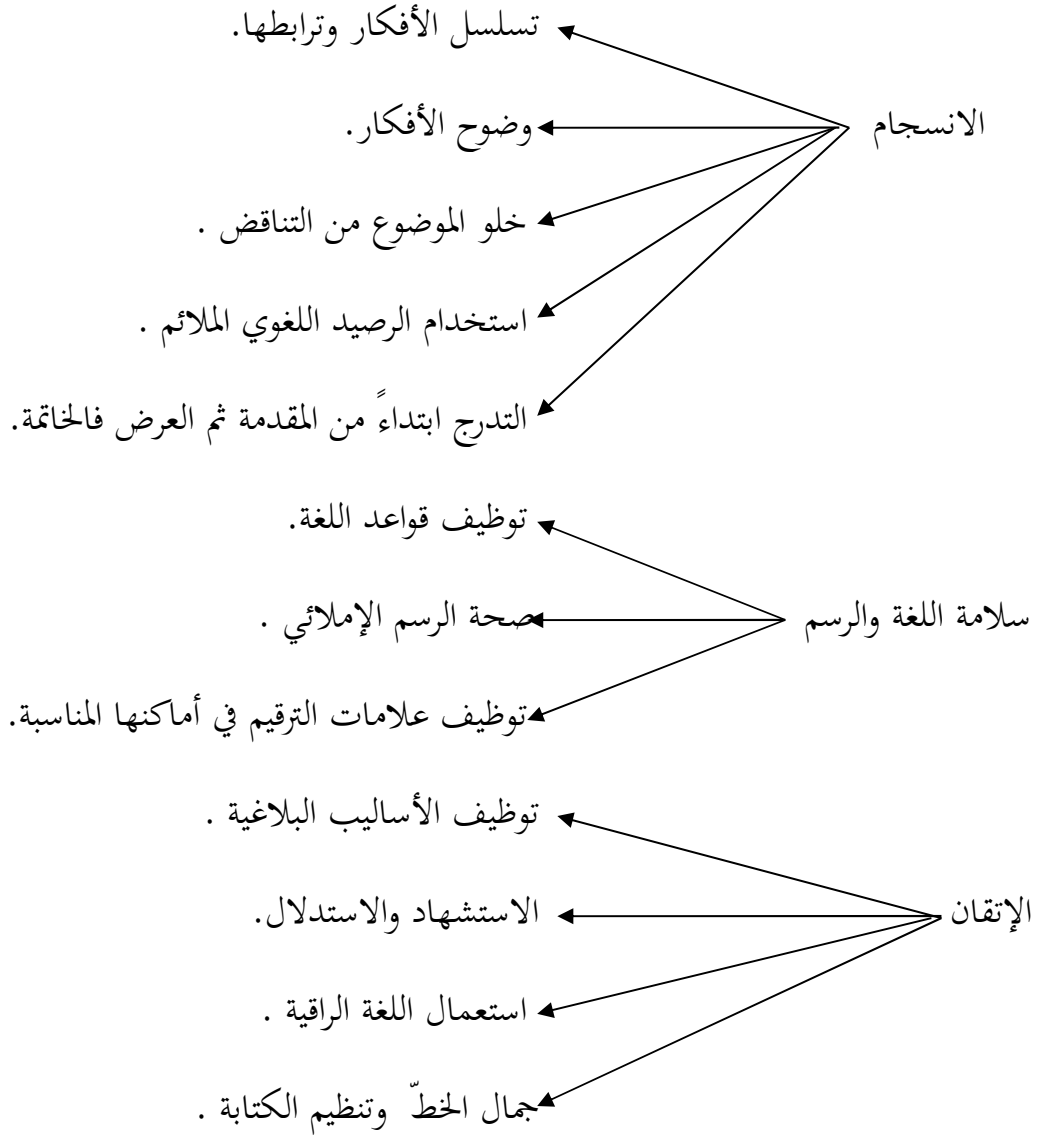 تسلسل الأفكار وترابطها.
الانسجام وضوح الأفكار.
خلو الموضوع من التناقض .
استخدام الرصيد اللغوي الملائم .
التدرج ابتداءً من المقدمة ثم العرض فالخاتمة.
توظيف قواعد اللغة.
سلامة اللغة والرسم صحة الرسم الإملائي .
توظيف علامات الترقيم في أماكنها المناسبة.
توظيف الأساليب البلاغية .
الإتقان الاستشهاد والاستدلال.
استعمال اللغة الراقية .
جمال الخطّ وتنظيم الكتابة .